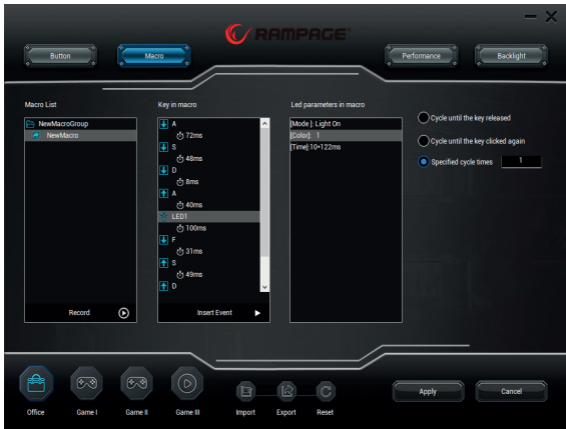 RAMPAGE
Button
Macro
Performance
Backlight
Macro List
Key in macro
Led parameters in macro
NewMacroGroup
NewMacro
A
72ms
S
48ms
D
8ms
A
40ms
LED1
100ms
F
31ms
S
49ms
D
[Mode]: Light On
[Color]: 1
[Time]:10~122ms
Cycle until the key released
Cycle until the key clicked again
Specified cycle times 1
Record
Insert Event
Office
Game I
Game II
Game III
Import
Export
Reset
Apply
Cancel